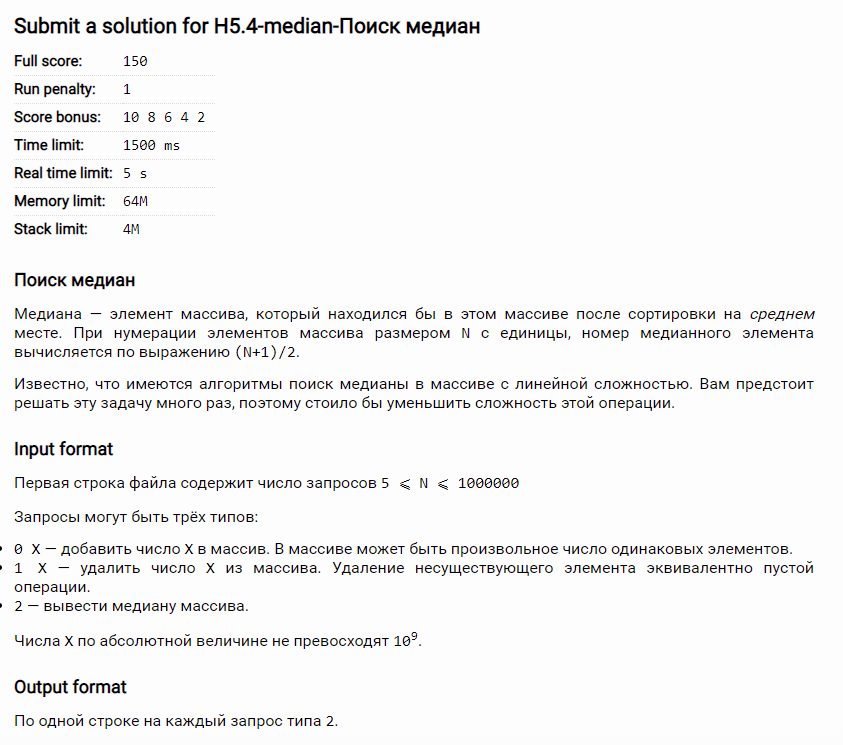 Submit a solution for H5.4-median-Поиск медиан
Full score: 150
Run penalty: 1
Score bonus: 10 8 6 4 2
Time limit: 1500 ms
Real time limit: 5 s
Memory limit: 64M
Stack limit: 4M
Поиск медиан
Медиана — элемент массива, который находился бы в этом массиве после сортировки на среднем
месте. При нумерации элементов массива размером N с единицы, номер медианного элемента
вычисляется по выражению (N+1)/2.
Известно, что имеются алгоритмы поиск медианы в массиве с линейной сложностью. Вам предстоит
решать эту задачу много раз, поэтому стоило бы уменьшить сложность этой операции.
Input format
Первая строка файла содержит число запросов 5 ⩽ N ⩽ 1000000
Запросы могут быть трёх типов:
• 0 X — добавить число X в массив. В массиве может быть произвольное число одинаковых элементов.
• 1 X — удалить число X из массива. Удаление несуществующего элемента эквивалентно пустой
операции.
• 2 — вывести медиану массива.
Числа X по абсолютной величине не превосходят 10⁹.
Output format
По одной строке на каждый запрос типа 2.